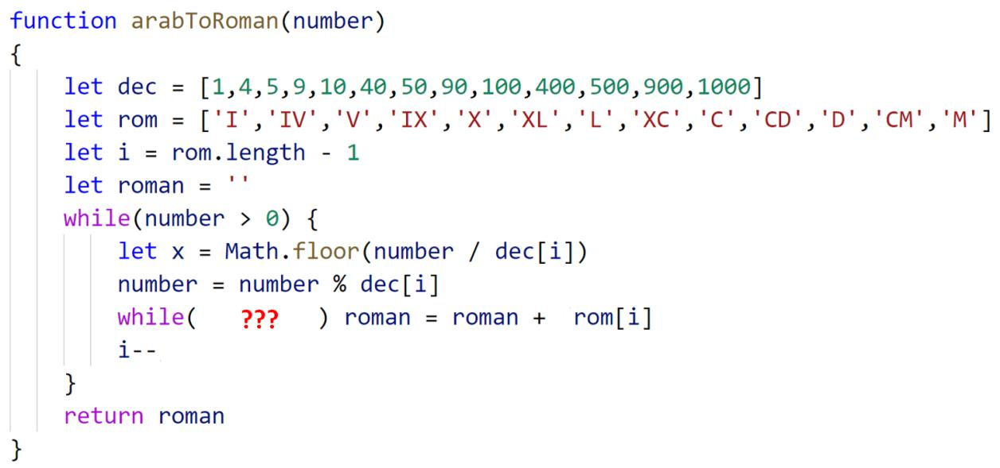 function arabToRoman(number)
{
let dec = [1,4,5,9,10,40,50,90,100,400,500,900,1000]
let rom = ['I','IV','V','IX','X','XL','L','XC','C','CD','D','CM','M']
let i = rom.length - 1
let roman = ''
while(number > 0) {
let x = Math.floor(number / dec[i])
number = number % dec[i]
while( ??? ) roman = roman + rom[i]
i--
}
return roman
}